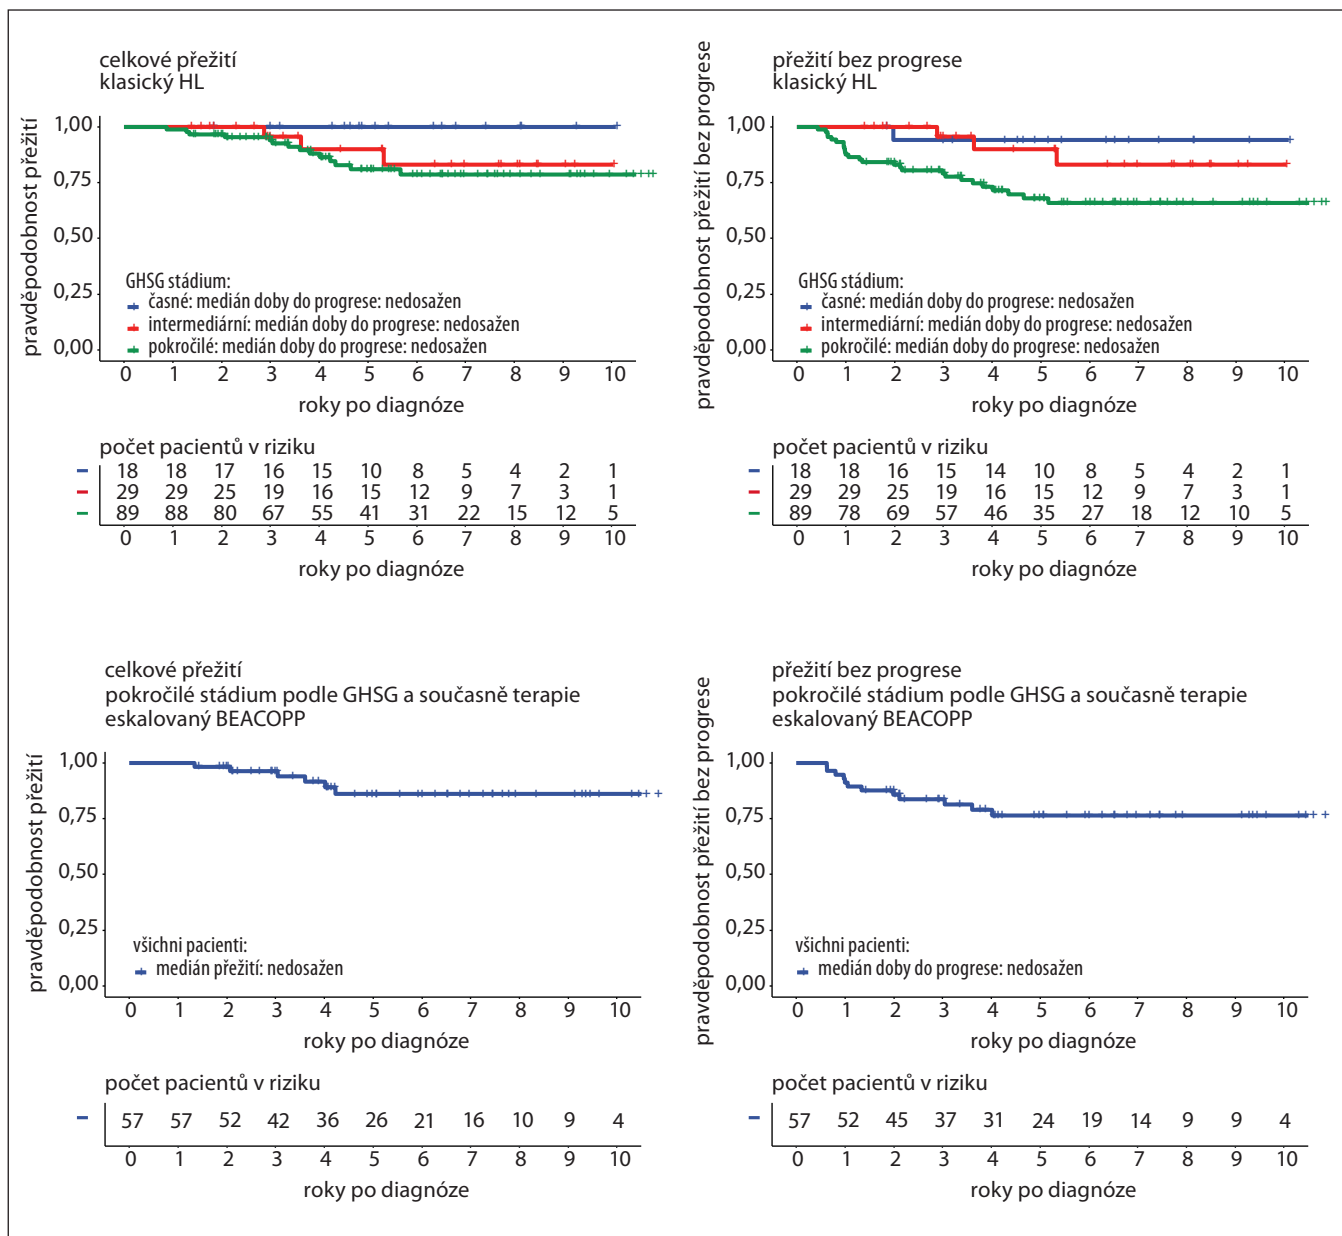 celkové přežití
klasický HL
pravděpodobnost přežití
1,00
0,75
0,50
0,25
0,00
GHSG stádium:
časné: medián doby do progrese: nedosažen
intermediární: medián doby do progrese: nedosažen
pokročilé: medián doby do progrese: nedosažen
0 1 2 3 4 5 6 7 8 9 10
roky po diagnóze
počet pacientů v riziku
18 18 17 16 15 10 8 5 4 2 1
29 29 25 19 16 15 12 9 7 3 1
89 88 80 67 55 41 31 22 15 12 5
0 1 2 3 4 5 6 7 8 9 10
roky po diagnóze
přežití bez progrese
klasický HL
pravděpodobnost přežití bez progrese
1,00
0,75
0,50
0,25
0,00
GHSG stádium:
časné: medián doby do progrese: nedosažen
intermediární: medián doby do progrese: nedosažen
pokročilé: medián doby do progrese: nedosažen
0 1 2 3 4 5 6 7 8 9 10
roky po diagnóze
počet pacientů v riziku
18 18 16 15 14 10 8 5 4 2 1
29 29 25 19 16 15 12 9 7 3 1
89 78 69 57 46 35 27 18 12 10 5
0 1 2 3 4 5 6 7 8 9 10
roky po diagnóze
celkové přežití
pokročilé stádium podle GHSG a současně terapie
eskalovaný BEACOPP
pravděpodobnost přežití
1,00
0,75
0,50
0,25
0,00
všichni pacienti:
medián přežití: nedosažen
0 1 2 3 4 5 6 7 8 9 10
roky po diagnóze
počet pacientů v riziku
57 57 52 42 36 26 21 16 10 9 4
0 1 2 3 4 5 6 7 8 9 10
roky po diagnóze
přežití bez progrese
pokročilé stádium podle GHSG a současně terapie
eskalovaný BEACOPP
pravděpodobnost přežití bez progrese
1,00
0,75
0,50
0,25
0,00
všichni pacienti:
medián doby do progrese: nedosažen
0 1 2 3 4 5 6 7 8 9 10
roky po diagnóze
počet pacientů v riziku
57 52 45 37 31 24 19 14 9 9 4
0 1 2 3 4 5 6 7 8 9 10
roky po diagnóze